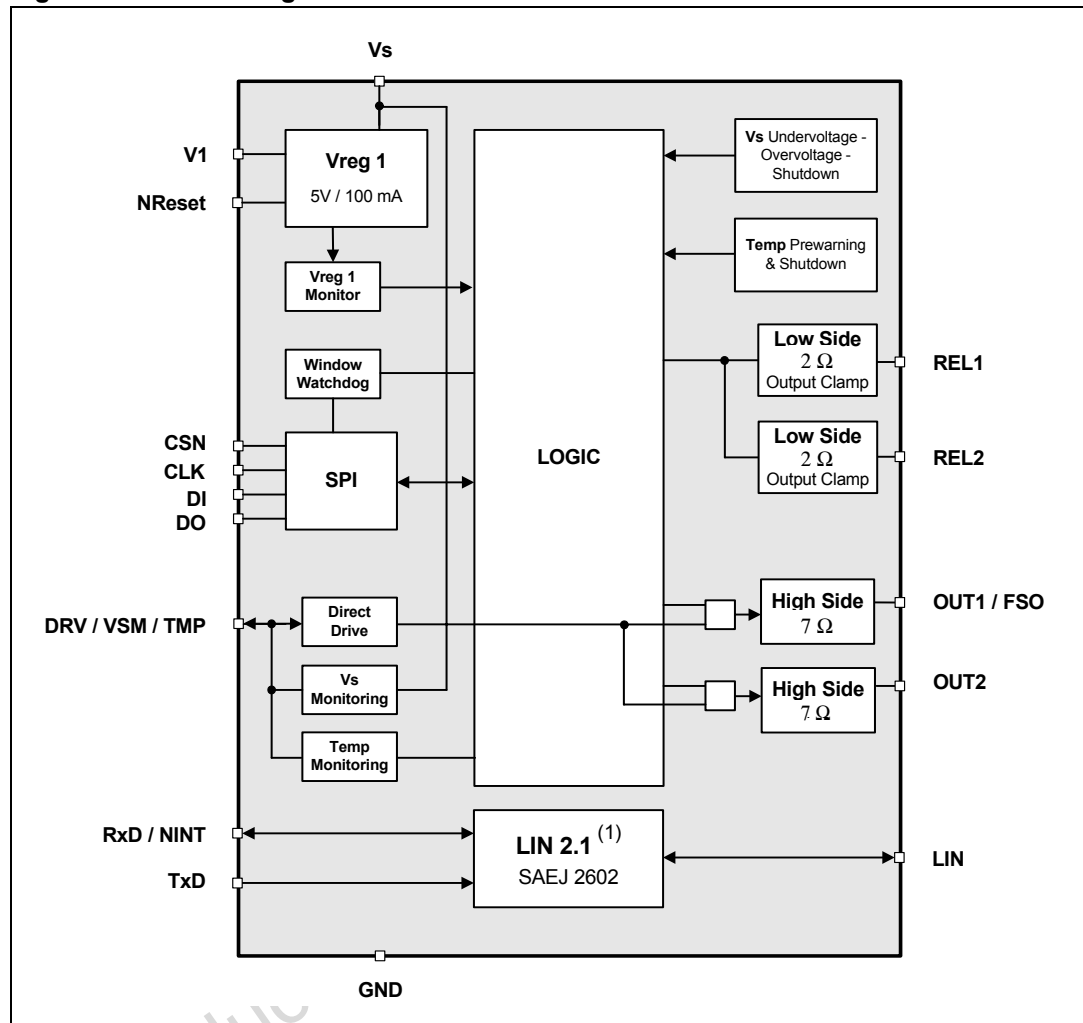 Vs
V1
NReset
Vreg 1
5V / 100 mA
Vs Undervoltage -
Overvoltage -
Shutdown
Temp Prewarning
& Shutdown
Vreg 1
Monitor
Window
Watchdog
CSN
CLK
DI
DO
SPI
LOGIC
Low Side
2 Ω
Output Clamp
REL1
Low Side
2 Ω
Output Clamp
REL2
DRV / VSM / TMP
Direct
Drive
Vs
Monitoring
Temp
Monitoring
High Side
7 Ω
OUT1 / FSO
High Side
7 Ω
OUT2
RxD / NINT
TxD
LIN 2.1 (1)
SAEJ 2602
LIN
GND